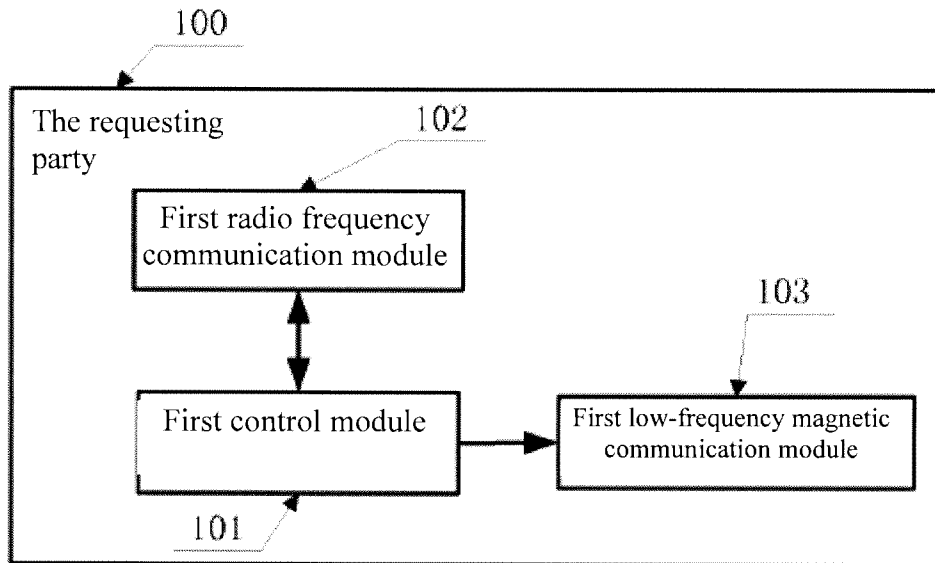 100
The requesting
party
102
First radio frequency
communication module
103
First control module
First low-frequency magnetic
communication module
101